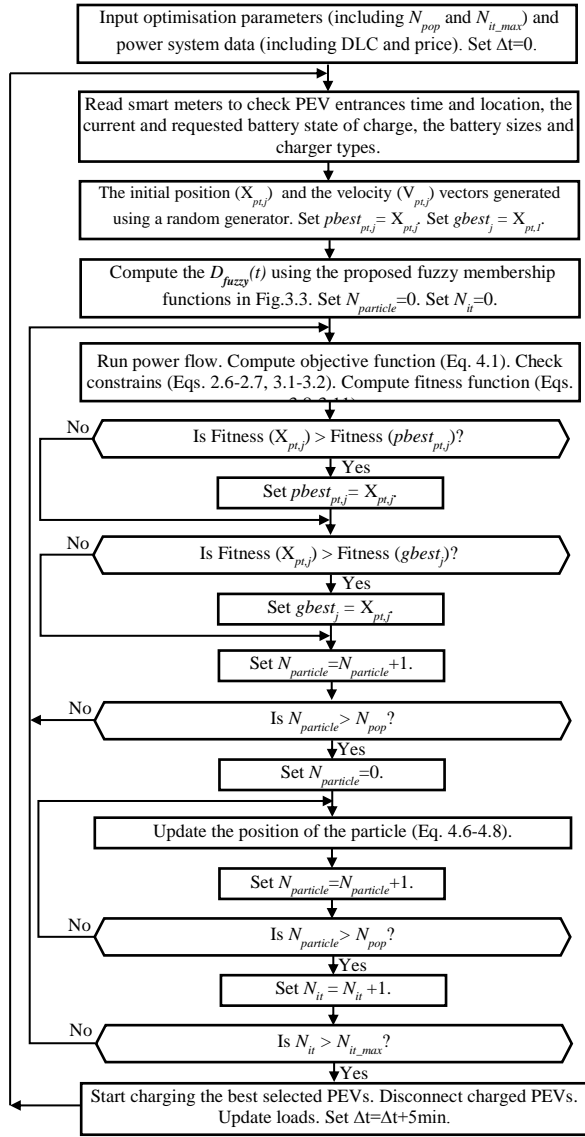 Input optimisation parameters (including N_pop and N_it_max) and
power system data (including DLC and price). Set Δt=0.
Read smart meters to check PEV entrances time and location, the
current and requested battery state of charge, the battery sizes and
charger types.
The initial position (X_pt,j) and the velocity (V_pt,j) vectors generated
using a random generator. Set pbest_pt,j= X_pt,j. Set gbest_j= X_pt,1.
Compute the D_fuzzy(t) using the proposed fuzzy membership
functions in Fig.3.3. Set N_particle=0. Set N_it=0.
Run power flow. Compute objective function (Eq. 4.1). Check
constrains (Eqs. 2.6-2.7, 3.1-3.2). Compute fitness function (Eqs.
No
Is Fitness (X_pt,j) > Fitness (pbest_pt,j)?
Yes
Set pbest_pt,j= X_pt,j.
No
Is Fitness (X_pt,j) > Fitness (gbest_j)?
Yes
Set gbest_j = X_pt,j.
Set N_particle=N_particle+1.
No
Is N_particle> N_pop?
Yes
Set N_particle=0.
Update the position of the particle (Eq. 4.6-4.8).
Set N_particle=N_particle+1.
No
Is N_particle> N_pop?
Yes
Set N_it = N_it +1.
No
Is N_it > N_it_max?
Yes
Start charging the best selected PEVs. Disconnect charged PEVs.
Update loads. Set Δt=Δt+5min.